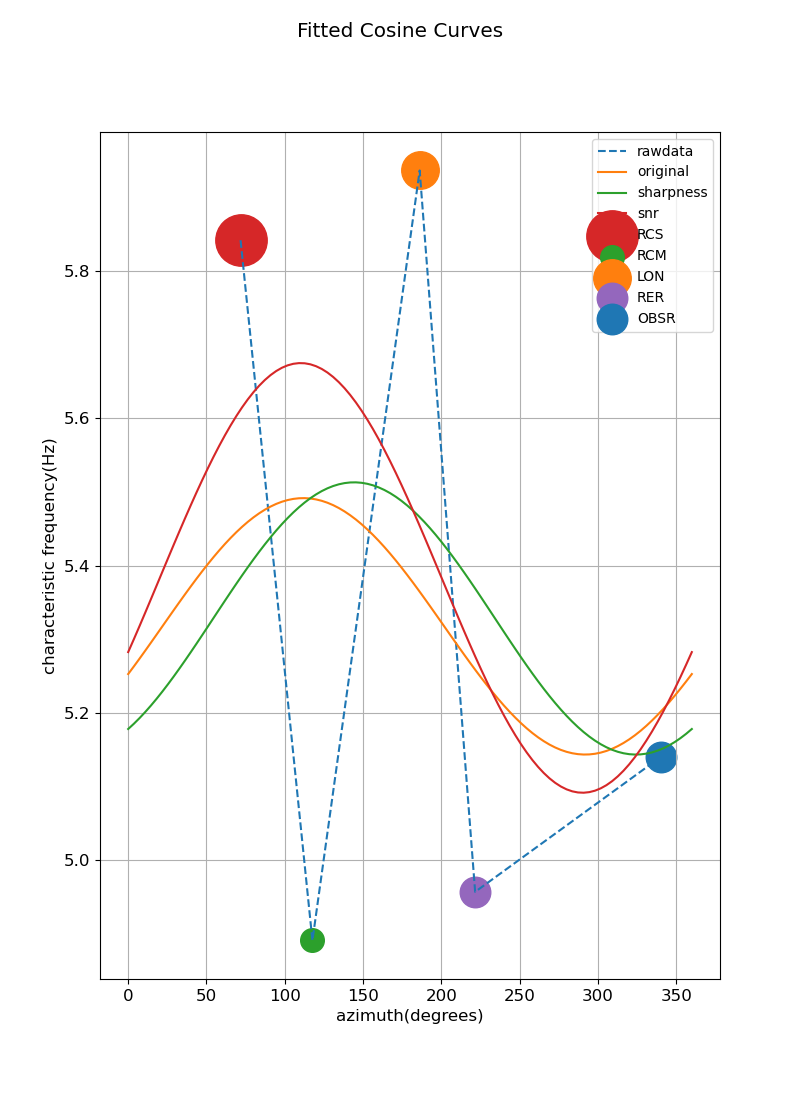 Fitted Cosine Curves
rawdata
original
sharpness
snr
RCS
RCM
LON
RER
OBSR
characteristic frequency(Hz)
5.8
5.6
5.4
5.2
5.0
0 50 100 150 200 250 300 350
azimuth(degrees)